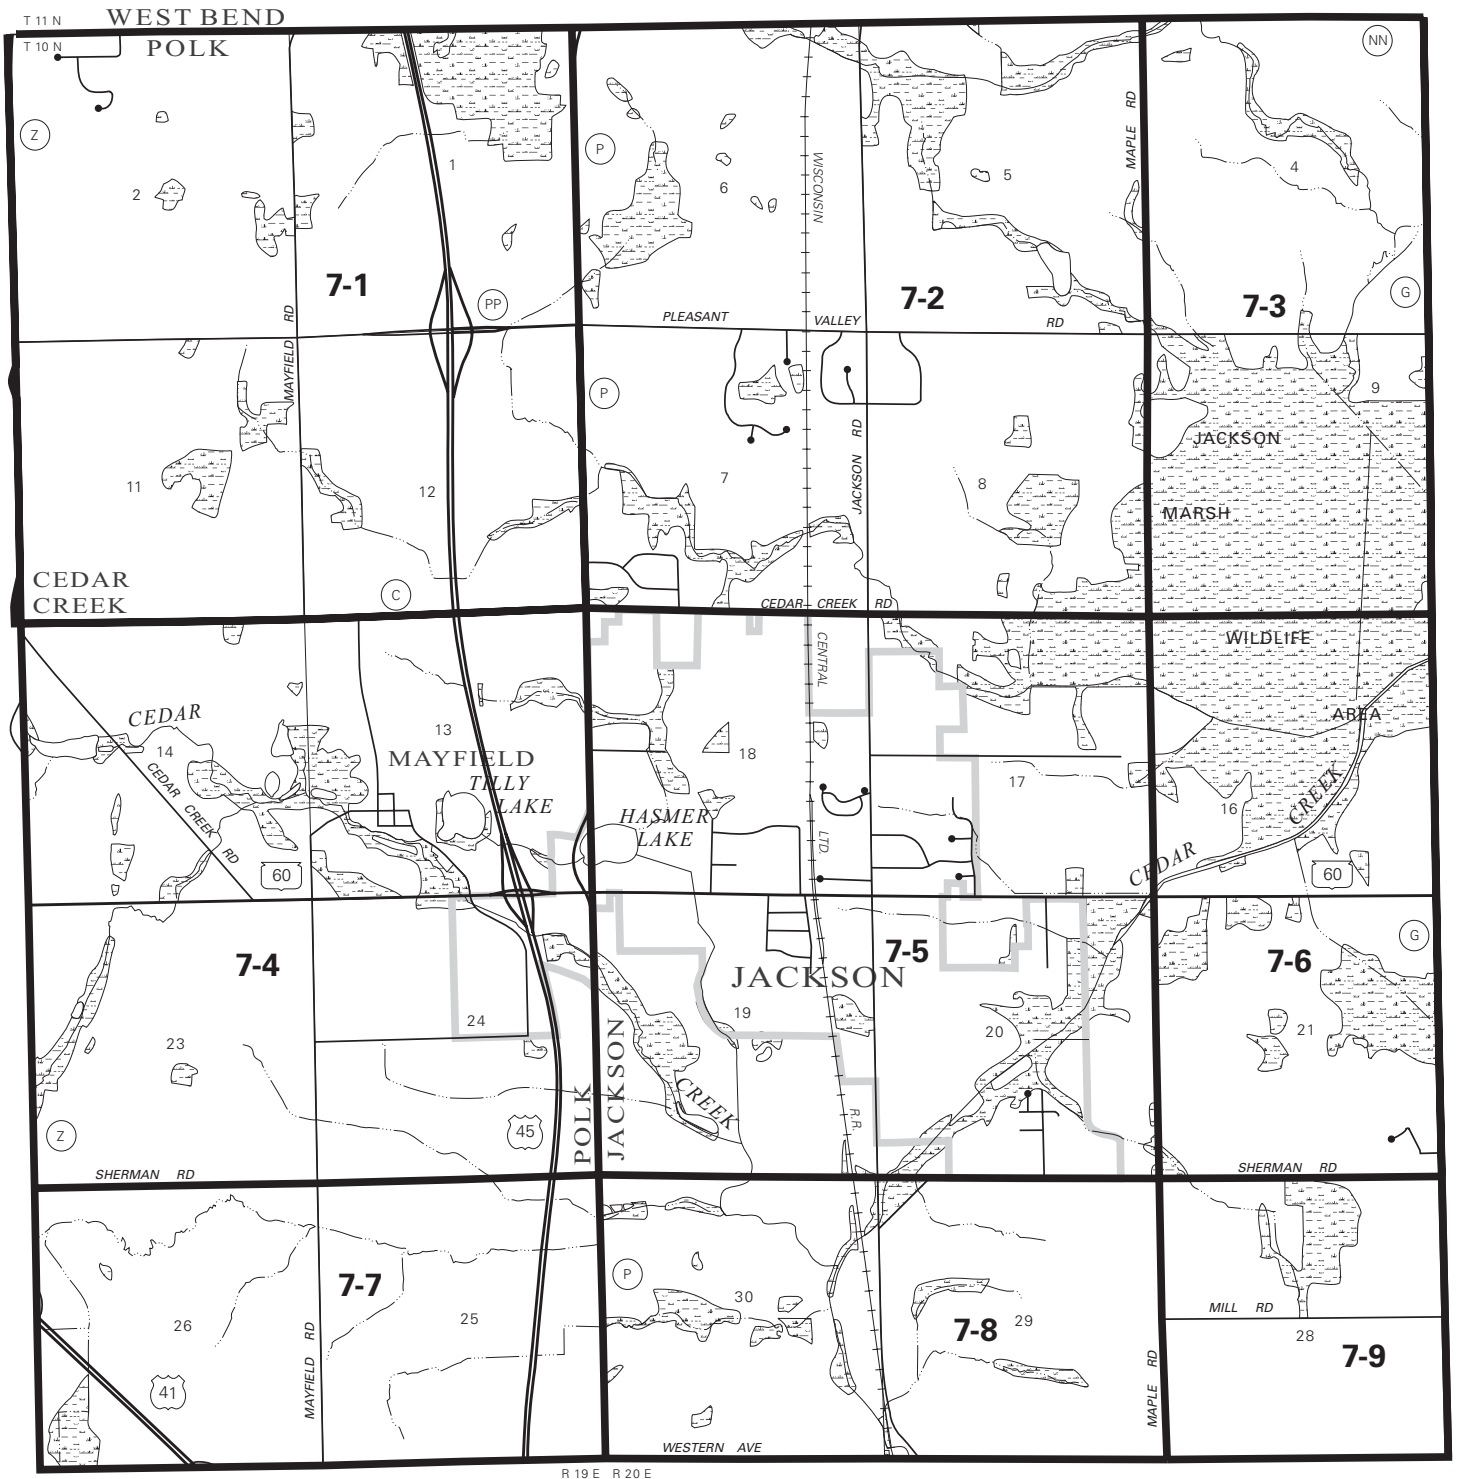 T 11 N
WEST BEND
T 10 N
POLK
NN
Z
P
MAPLE RD
1
2
6
WISCONSIN
5
4
7-1
PP
7-2
G
7-3
MAYFIELD RD
PLEASANT VALLEY RD
P
9
JACKSON
JACKSON RD
11
12
7
8
MARSH
CEDAR
CREEK
C
CEDAR CREEK RD
WILDLIFE
CENTRAL
AREA
CEDAR
14
13
MAYFIELD
TILLY
LAKE
18
17
CEDAR CREEK RD
HASMER
LAKE
LTD.
16
CREEK
CEDAR
60
60
7-4
7-5
JACKSON
G
7-6
24
19
20
21
23
JACKSON
POLK
CREEK
R.R.
45
Z
SHERMAN RD
SHERMAN RD
P
7-7
30
MILL RD
26
25
7-8
29
28
7-9
MAYFIELD RD
MAPLE RD
41
WESTERN AVE
R 19 E R 20 E